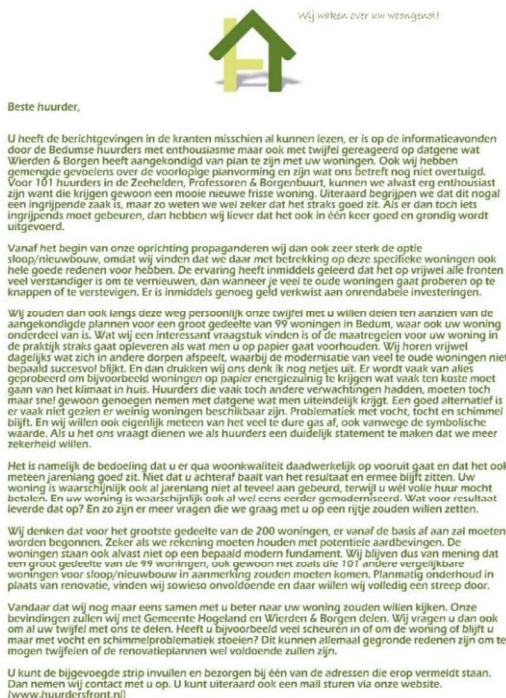 Wij waken over uw woongenot!
Beste huurder,
U heeft de berichtgevingen in de kranten misschien al kunnen lezen, er is op de informatieavonden
door de Bedumse huurders met enthousiasme maar ook met twijfel gereageerd op datgene wat
Wierden & Borgen heeft aangekondigd van plan te zijn met uw woningen. Ook wij hebben
gemengde gevoelens over de voorlopige planvorming en zijn wat ons betreft nog niet overtuigd.
Voor 101 huurders in de Zeehelden, Professoren & Borgenbuurt, kunnen we alvast erg enthousiast
zijn want die krijgen gewoon een mooie nieuwe frisse woning. Uiteraard begrijpen we dat dit nogal
een ingrijpende zaak is, maar zo weten we wel zeker dat het straks goed zit. Als er dan toch iets
ingrijpends moet gebeuren, dan hebben wij liever dat het ook in één keer goed en grondig wordt
uitgevoerd.
Vanaf het begin van onze oprichting propaganderen wij dan ook zeer sterk de optie
sloop/nieuwbouw, omdat wij vinden dat we daar met betrekking op deze specifieke woningen ook
hele goede redenen voor hebben. De ervaring heeft inmiddels geleerd dat het op vrijwel alle fronten
veel verstandiger is om te vernieuwen, dan wanneer je veel te oude woningen gaat proberen op te
knappen of te verstevigen. Er is inmiddels genoeg geld verkwist aan onrendabele investeringen.
Wij zouden dan ook langs deze weg persoonlijk onze twijfel met u willen delen ten aanzien van de
aangekondigde plannen voor een groot gedeelte van 99 woningen in Bedum, waar ook uw woning
onderdeel van is. Wat wij een interessant vraagstuk vinden is of de maatregelen voor uw woning in
de praktijk straks gaat opleveren als wat men u op papier gaat voorhouden. Wij horen vrijwel
dagelijks wat zich in andere dorpen afspeelt, waarbij de modernisatie van veel te oude woningen niet
bepaald succesvol blijkt. En dan drukken wij ons denk ik nog netjes uit. Er wordt vaak van alles
geprobeerd om bijvoorbeeld woningen op papier energiezuinig te krijgen wat vaak ten koste moet
gaan van het klimaat in huis. Huurders die vaak toch andere verwachtingen hadden, moeten toch
maar snel gewoon genoegen nemen met datgene wat men uiteindelijk krijgt. Een goed alternatief is
er vaak niet gezien er weinig woningen beschikbaar zijn. Problematiek met vocht, tocht en schimmel
blijft. En wij willen ook eigenlijk meteen van het veel te dure gas af, ook vanwege de symbolische
waarde. Als u het ons vraagt dienen we als huurders een duidelijk statement te maken dat we meer
zekerheid willen.
Het is namelijk de bedoeling dat u er qua woonkwaliteit daadwerkelijk op vooruit gaat en dat het ook
meteen jarenlang goed zit. Niet dat u achteraf baalt van het resultaat en ermee blijft zitten. Uw
woning is waarschijnlijk ook al jarenlang niet al teveel aan gebeurd, terwijl u wél volle huur mocht
betalen. En uw woning is waarschijnlijk ook al wel eens eerder gemoderniseerd. Wat voor resultaat
leverde dat op? En zo zijn er meer vragen die we graag met u op een rijtje zouden willen zetten.
Wij denken dat voor het grootste gedeelte van de 200 woningen, er vanaf de basis af aan zal moeten
worden begonnen. Zeker als we rekening moeten houden met potentiele aardbevingen. De
woningen staan ook alvast niet op een bepaald modern fundament. Wij blijven dus van mening dat
een groot gedeelte van de 99 woningen, ook gewoon net zoals die 101 andere vergelijkbare
woningen voor sloop/nieuwbouw in aanmerking zouden moeten komen. Planmatig onderhoud in
plaats van renovatie, vinden wij sowieso onvoldoende en daar willen wij volledig een streep door.
Vandaar dat wij nog maar eens samen met u beter naar uw woning zouden willen kijken. Onze
bevindingen zullen wij met Gemeente Hogeland en Wierden & Borgen delen. Wij vragen u dan ook
om al uw twijfel met ons te delen. Heeft u bijvoorbeeld veel scheuren in of om de woning of blijft u
maar met vocht en schimmelproblematiek stoeien? Dit kunnen allemaal gegronde redenen zijn om te
mogen twijfelen of de renovatieplannen wel voldoende zullen zijn.
U kunt de bijgevoegde strip invullen en bezorgen bij één van de adressen die erop vermeldt staan.
Dan nemen wij contact met u op. U kunt uiteraard ook een mail sturen via onze website.
(www.huurdersfront.nl)